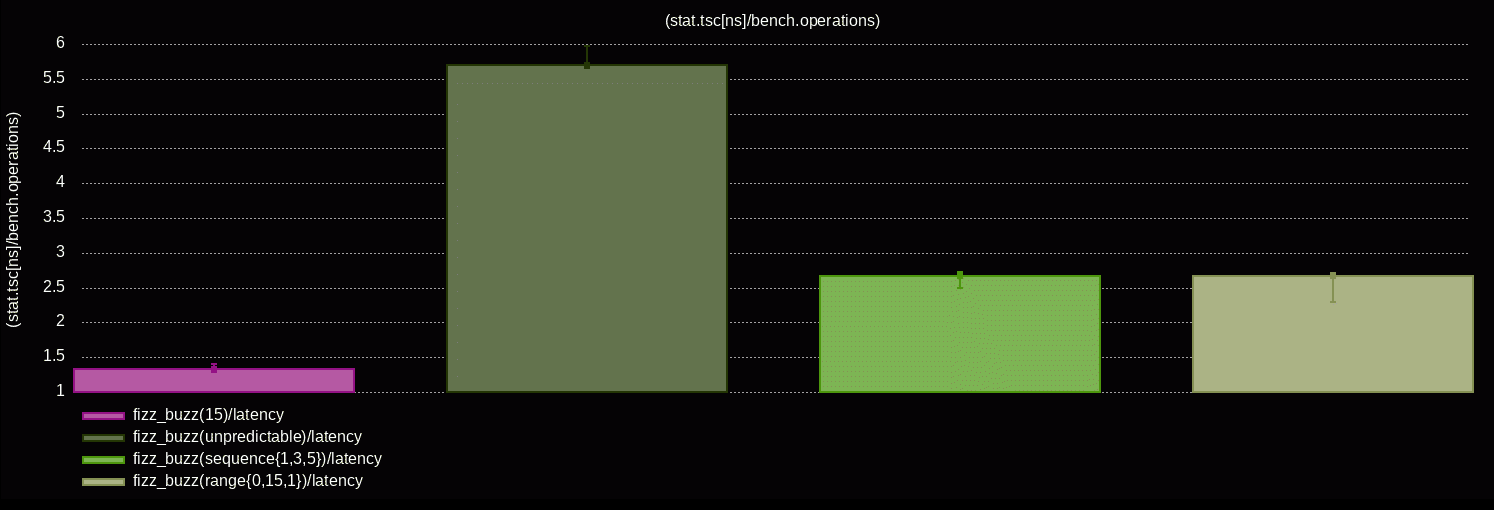 (stat.tsc[ns]/bench.operations)
(stat.tsc[ns]/bench.operations)
6
5.5
5
4.5
4
3.5
3
2.5
2
1.5
1
fizz_buzz(15)/latency
fizz_buzz(unpredictable)/latency
fizz_buzz(sequence{1,3,5})/latency
fizz_buzz(range{0,15,1})/latency